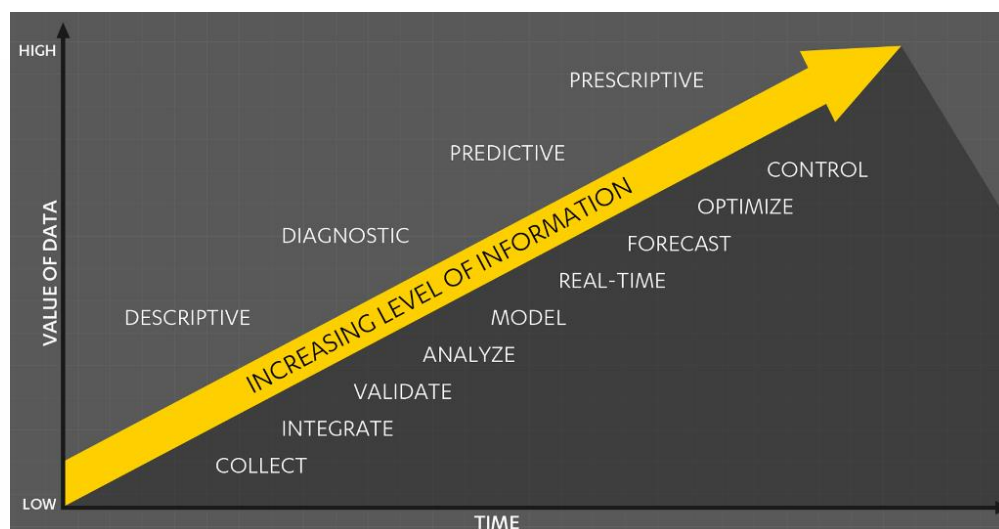 HIGH
PRESCRIPTIVE
PREDICTIVE
DIAGNOSTIC
DESCRIPTIVE
VALUE OF DATA
INCREASING LEVEL OF INFORMATION
CONTROL
OPTIMIZE
FORECAST
REAL-TIME
MODEL
ANALYZE
VALIDATE
INTEGRATE
COLLECT
LOW
TIME